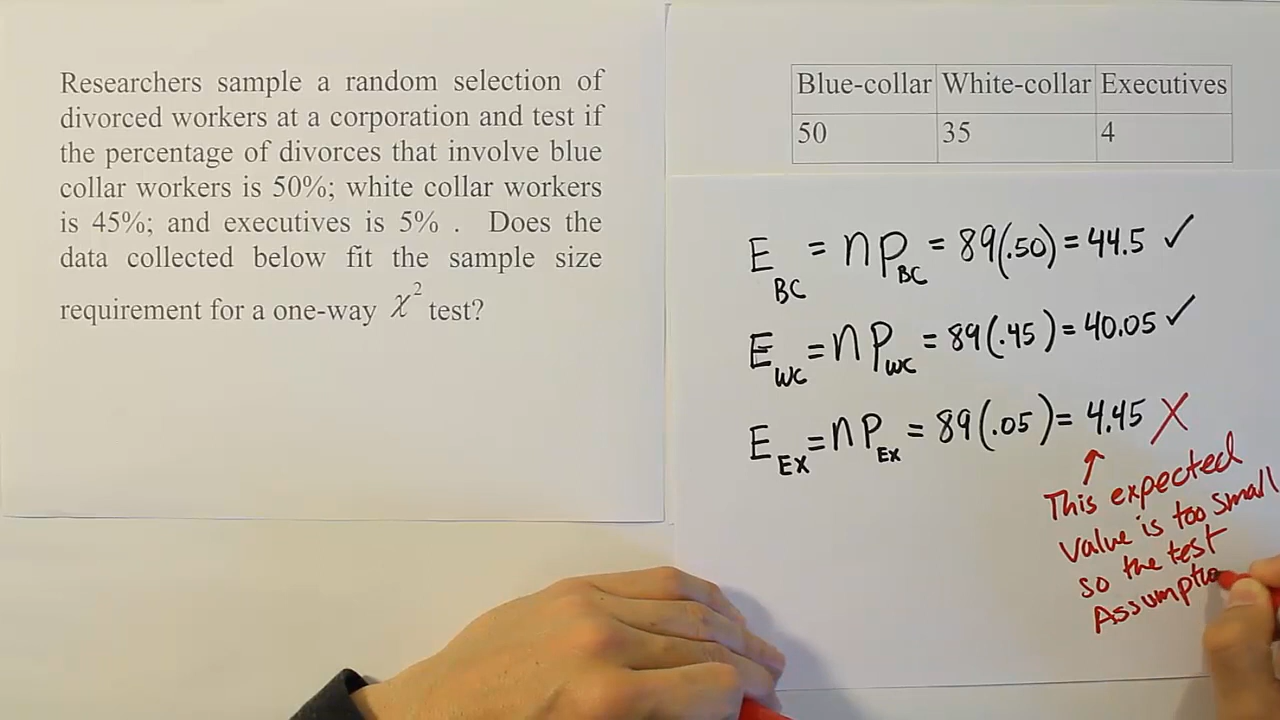 Researchers sample a random selection of
divorced workers at a corporation and test if
the percentage of divorces that involve blue
collar workers is 50%; white collar workers
is 45%; and executives is 5% . Does the
data collected below fit the sample size
requirement for a one-way χ² test?
Blue-collar White-collar Executives
50 35 4
E_BC = n P_BC = 89(.50) = 44.5 ✓
E_WC = n P_WC = 89(.45) = 40.05 ✓
E_EX = n P_EX = 89(.05) = 4.45 X
↑
This expected
value is too small
so the test
Assumptio